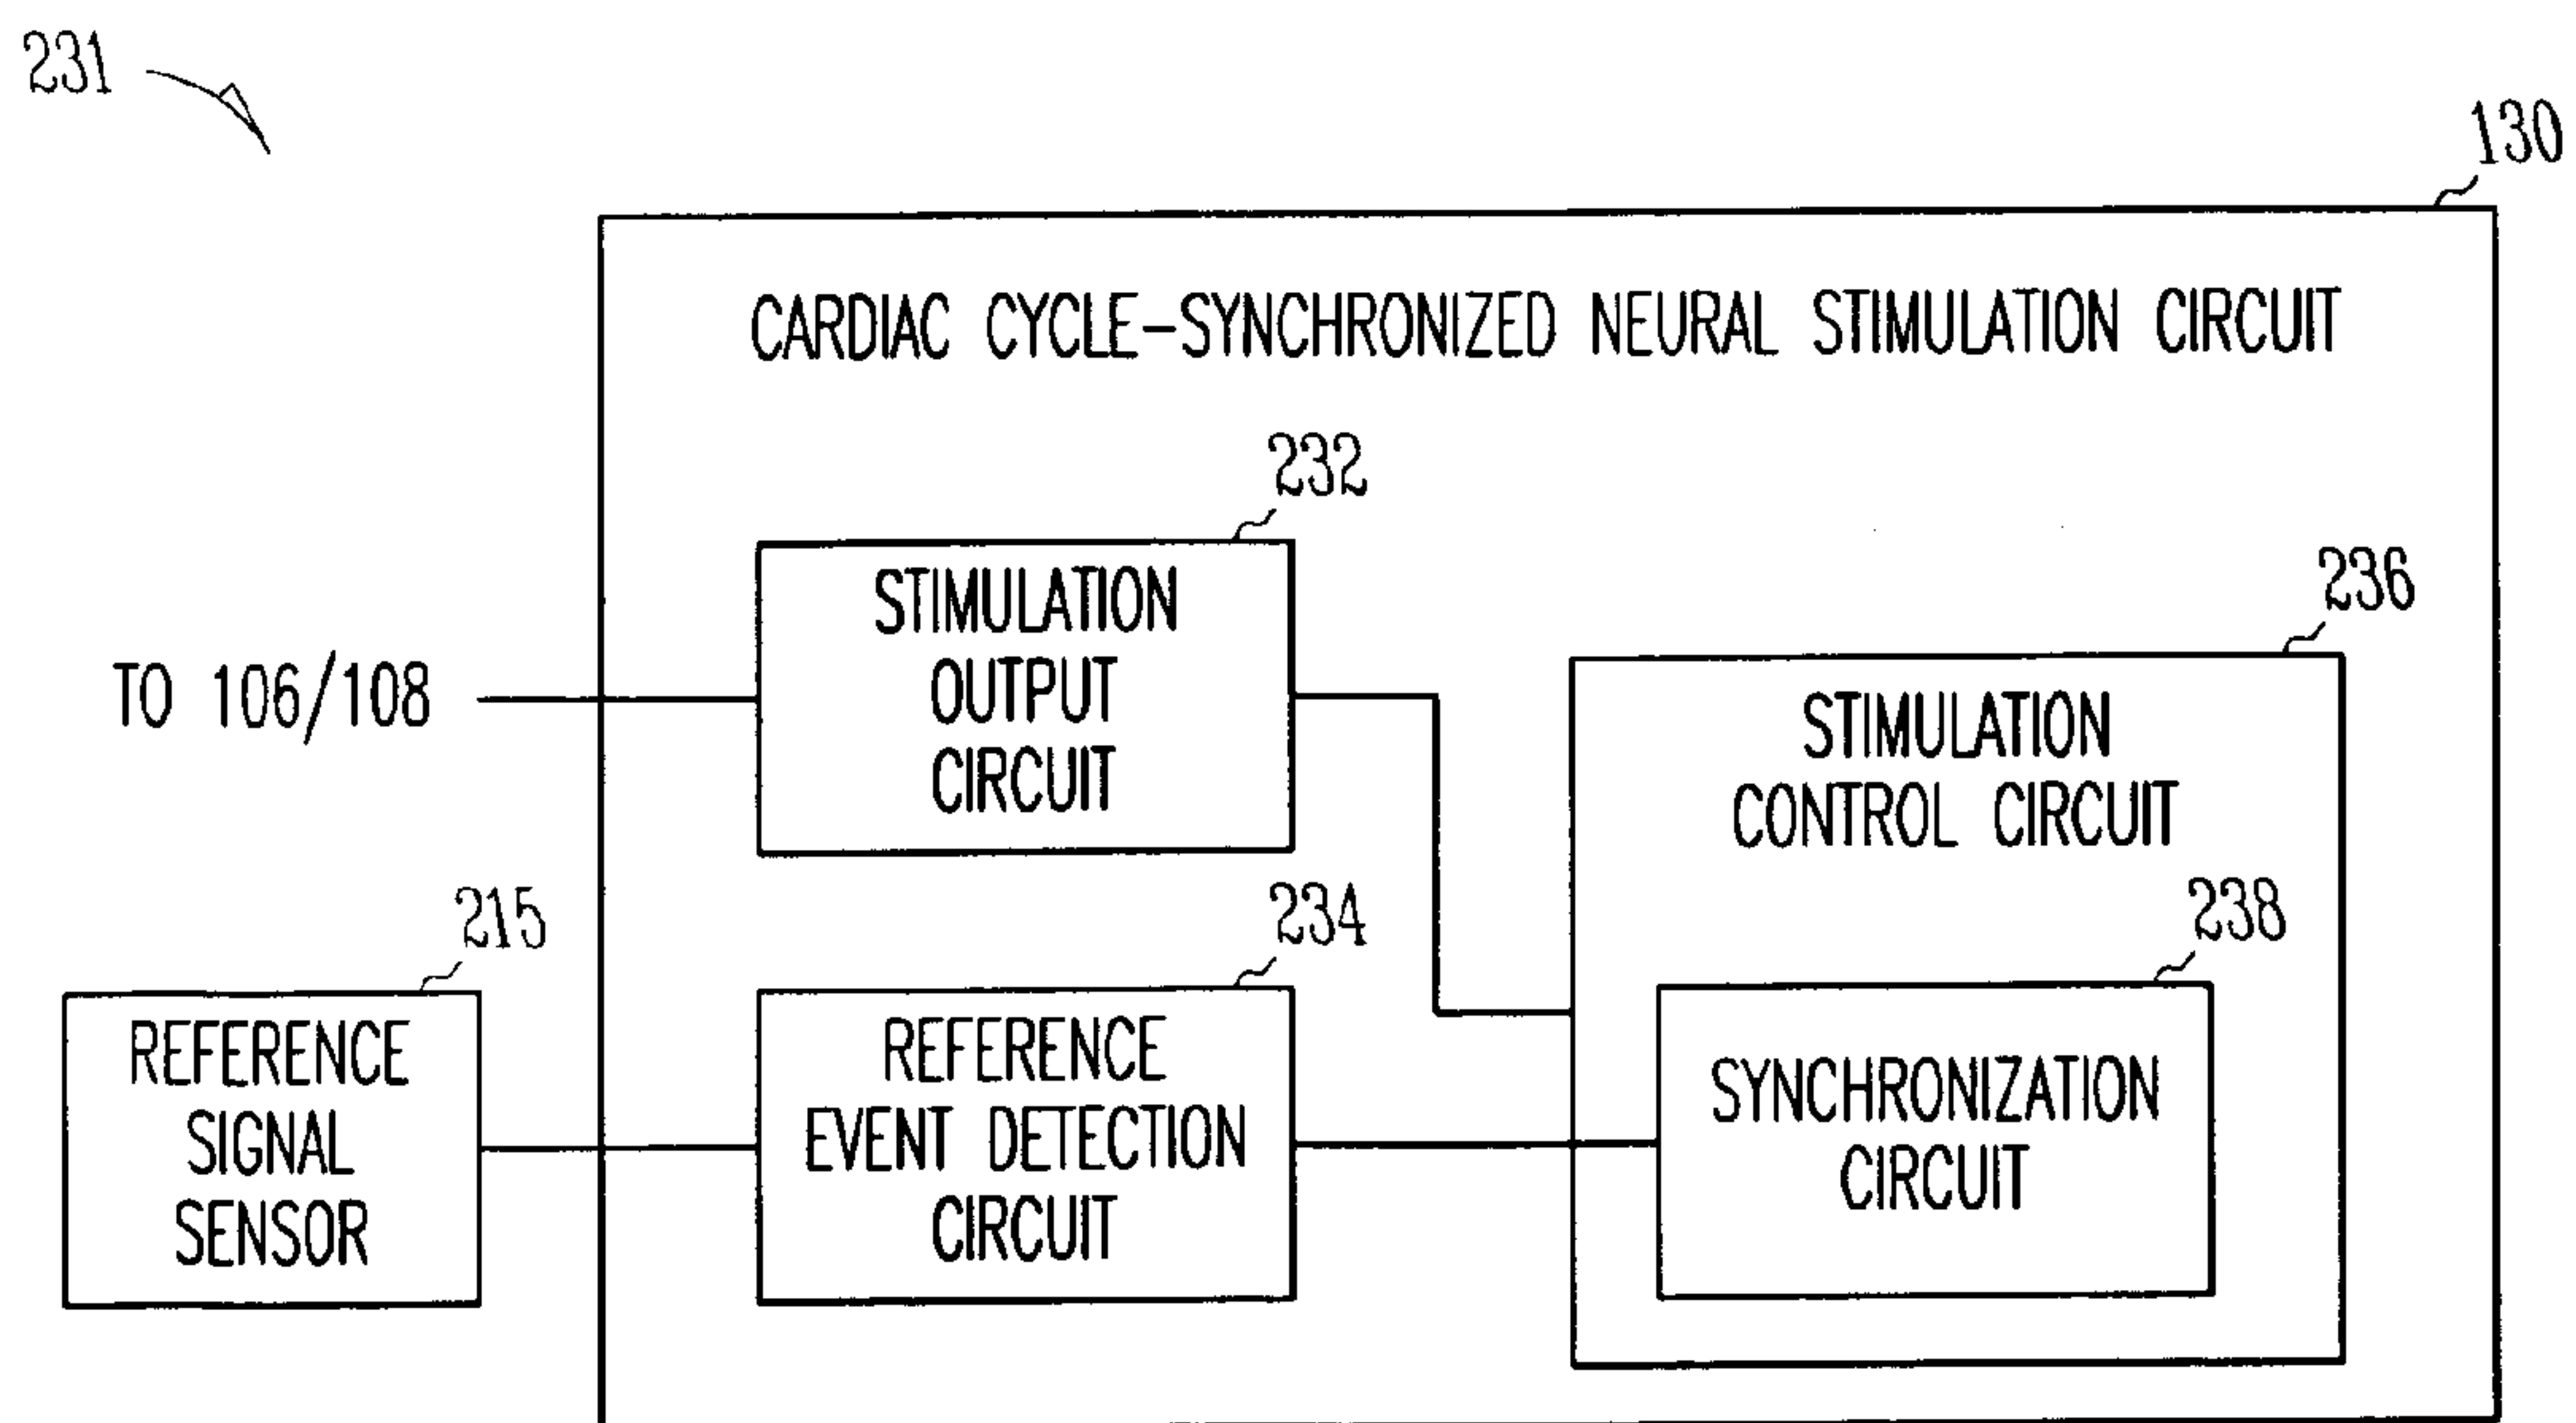 231
130
CARDIAC CYCLE-SYNCHRONIZED NEURAL STIMULATION CIRCUIT
232
STIMULATION
OUTPUT
CIRCUIT
TO 106/108
236
STIMULATION
CONTROL CIRCUIT
215
REFERENCE
SIGNAL
SENSOR
234
REFERENCE
EVENT DETECTION
CIRCUIT
238
SYNCHRONIZATION
CIRCUIT